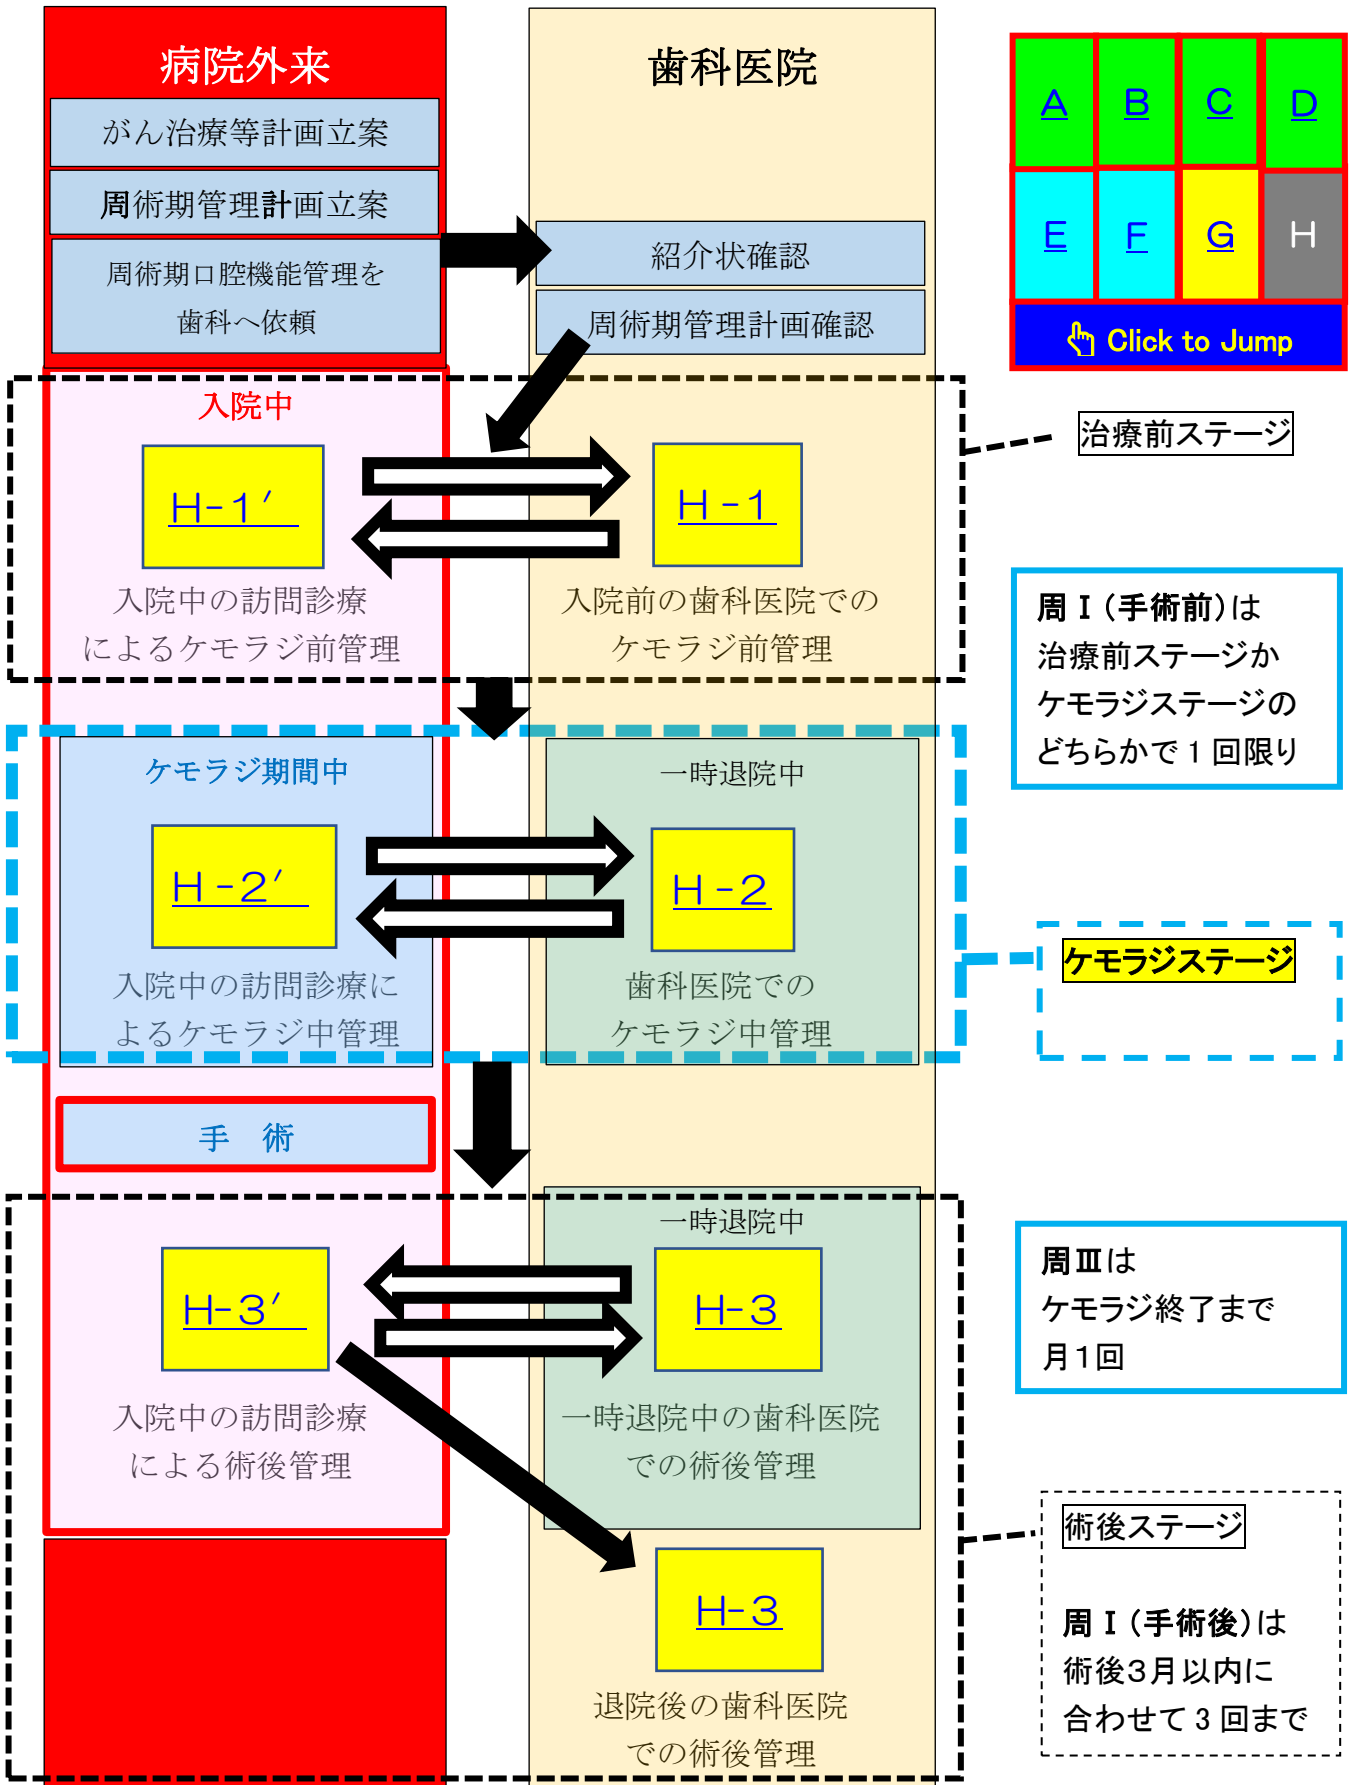 病院外来
がん治療等計画立案
周術期管理計画立案
周術期口腔機能管理を
歯科へ依頼
歯科医院
紹介状確認
周術期管理計画確認
A B C D
E F G H
Click to Jump
入院中
H-1′
入院中の訪問診療
によるケモラジ前管理
H-1
入院前の歯科医院での
ケモラジ前管理
治療前ステージ
周Ⅰ(手術前)は
治療前ステージか
ケモラジステージの
どちらかで1回限り
ケモラジ期間中
H-2′
入院中の訪問診療に
よるケモラジ中管理
一時退院中
H-2
歯科医院での
ケモラジ中管理
ケモラジステージ
手 術
H-3′
入院中の訪問診療
による術後管理
一時退院中
H-3
一時退院中の歯科医院
での術後管理
周Ⅲは
ケモラジ終了まで
月1回
H-3
退院後の歯科医院
での術後管理
術後ステージ
周Ⅰ(手術後)は
術後3月以内に
合わせて3回まで